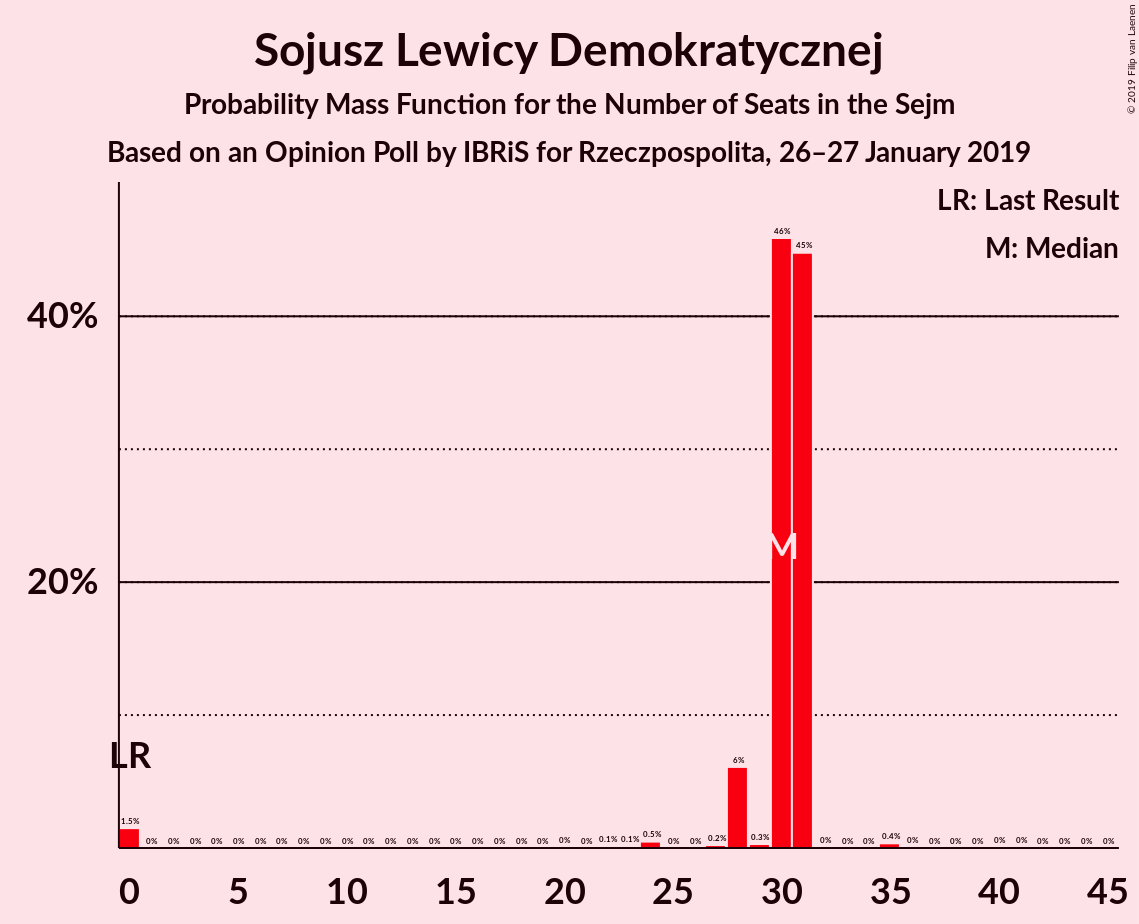 Sojusz Lewicy Demokratycznej
Probability Mass Function for the Number of Seats in the Sejm
Based on an Opinion Poll by IBRiS for Rzeczpospolita, 26–27 January 2019
© 2019 Filip van Laenen
LR: Last Result
M: Median
46%
45%
40%
M
20%
LR
6%
1.5% 0% 0% 0% 0% 0% 0% 0% 0% 0% 0% 0% 0% 0% 0% 0% 0% 0% 0% 0% 0% 0% 0.1% 0.1% 0.5% 0% 0% 0.2% 0.3% 0% 0% 0% 0.4% 0% 0% 0% 0% 0% 0% 0% 0% 0% 0%
0 5 10 15 20 25 30 35 40 45